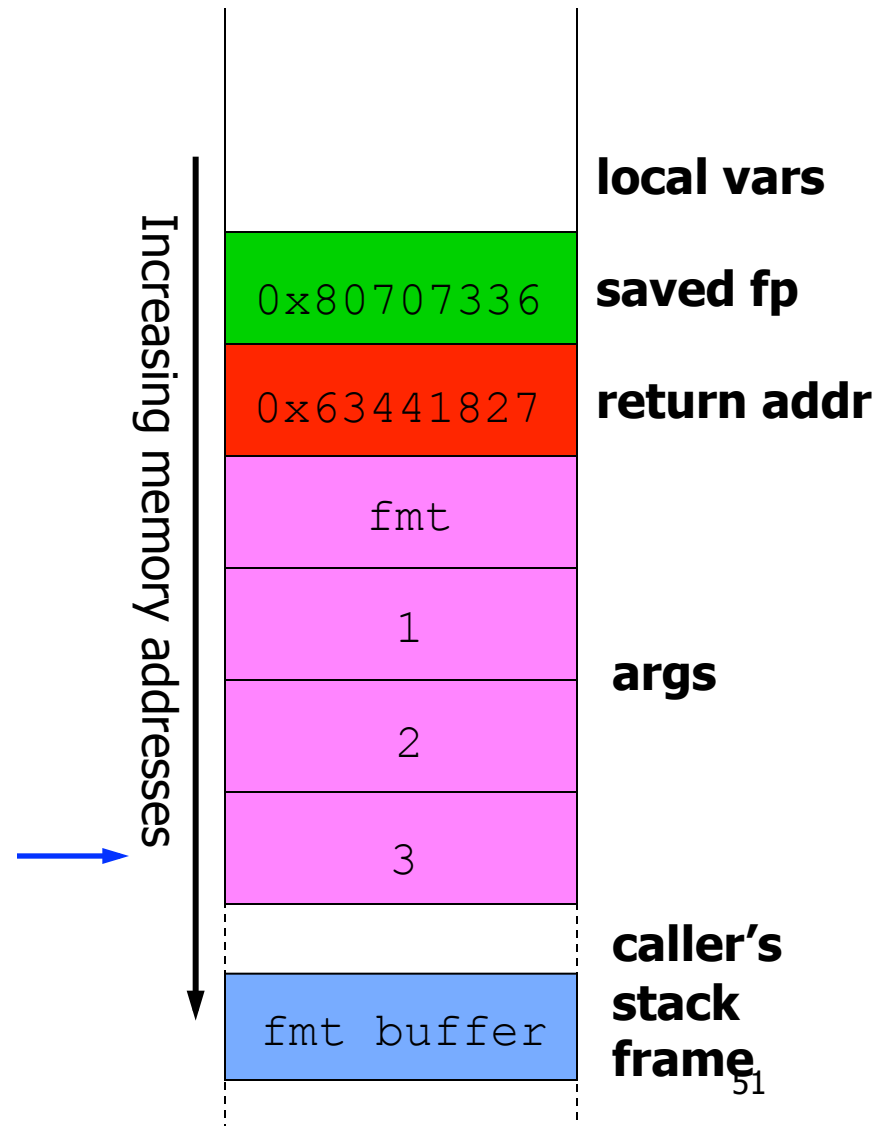 Increasing memory addresses
local vars
0x80707336
saved fp
0x63441827
return addr
fmt
1
2
args
3
caller’s
stack
frame
fmt buffer
51